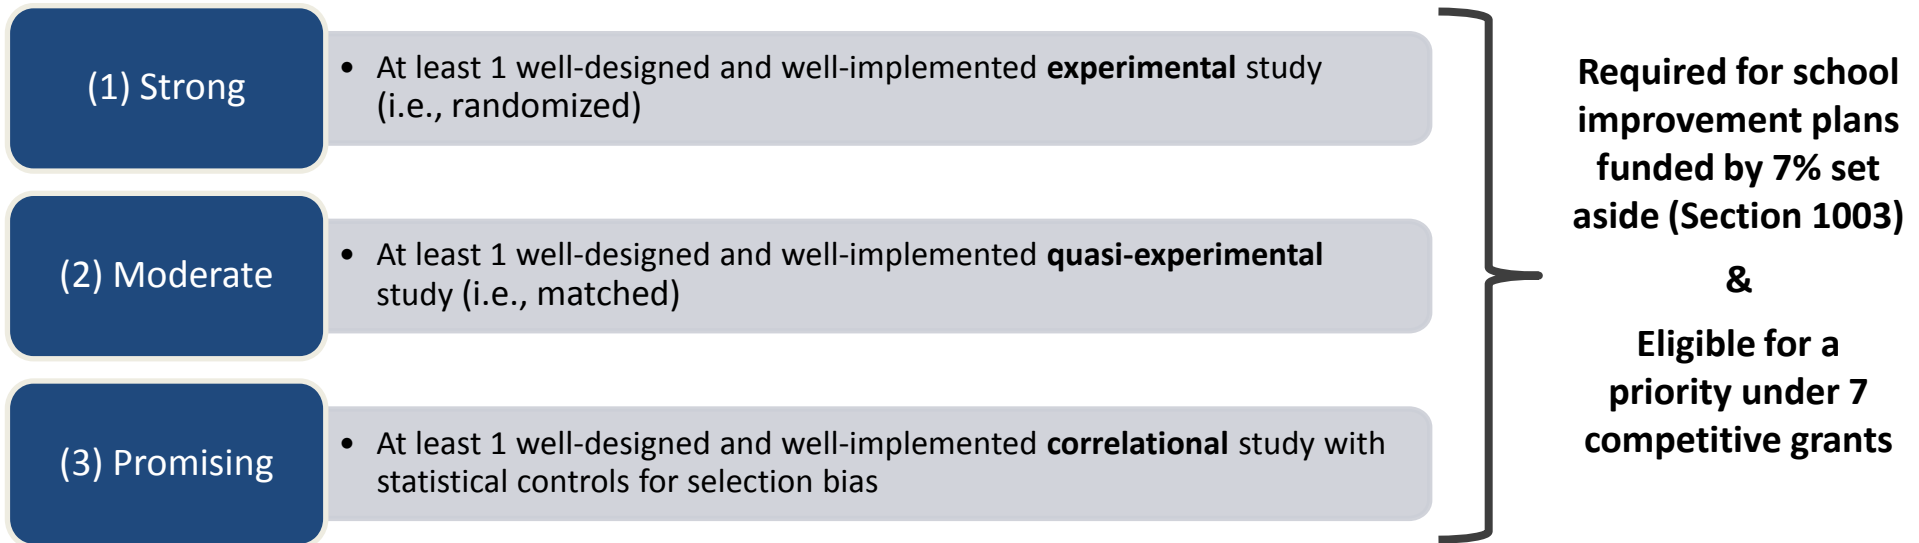 (1) Strong
• At least 1 well-designed and well-implemented experimental study
(i.e., randomized)
(2) Moderate
• At least 1 well-designed and well-implemented quasi-experimental
study (i.e., matched)
(3) Promising
• At least 1 well-designed and well-implemented correlational study with
statistical controls for selection bias
Required for school
improvement plans
funded by 7% set
aside (Section 1003)
&
Eligible for a
priority under 7
competitive grants